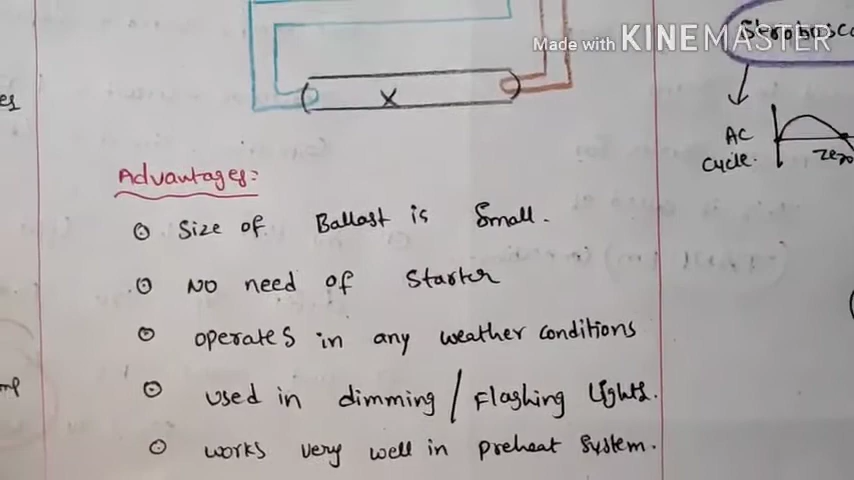 Made with KINEMASTER
X
AC
cycle.
zero
Advantages:
Size of Ballast is Small.
NO need of Starter
operates in any weather conditions
used in dimming / Flashing Lights.
works very well in preheat System.